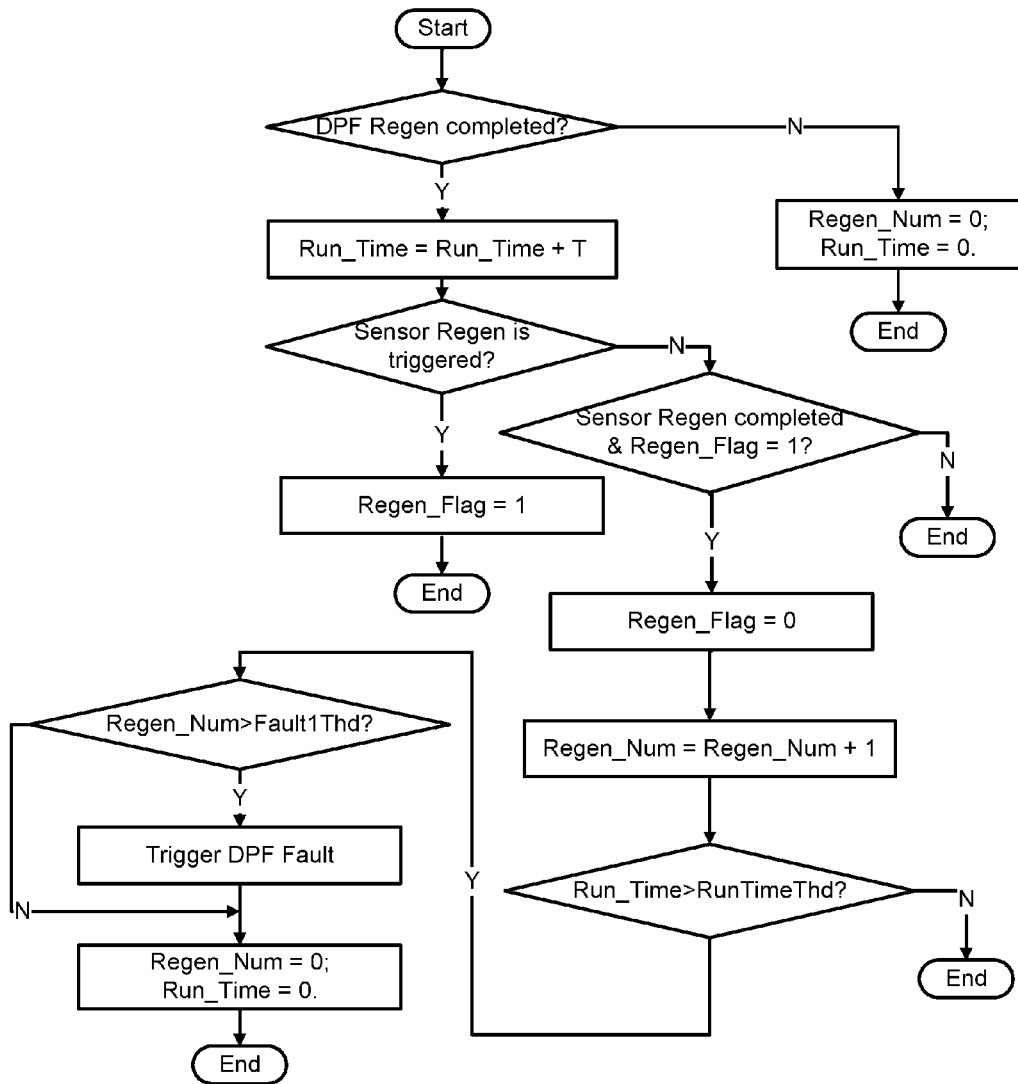 Start
DPF Regen completed?
N
Y
Regen_Num = 0;
Run_Time = 0.
Run_Time = Run_Time + T
End
Sensor Regen is
triggered?
N
Sensor Regen completed
& Regen_Flag = 1?
Y
N
Regen_Flag = 1
End
Y
End
Regen_Flag = 0
Regen_Num>Fault1Thd?
Regen_Num = Regen_Num + 1
Y
Trigger DPF Fault
Y
Run_Time>RunTimeThd?
N
N
Regen_Num = 0;
Run_Time = 0.
End
End